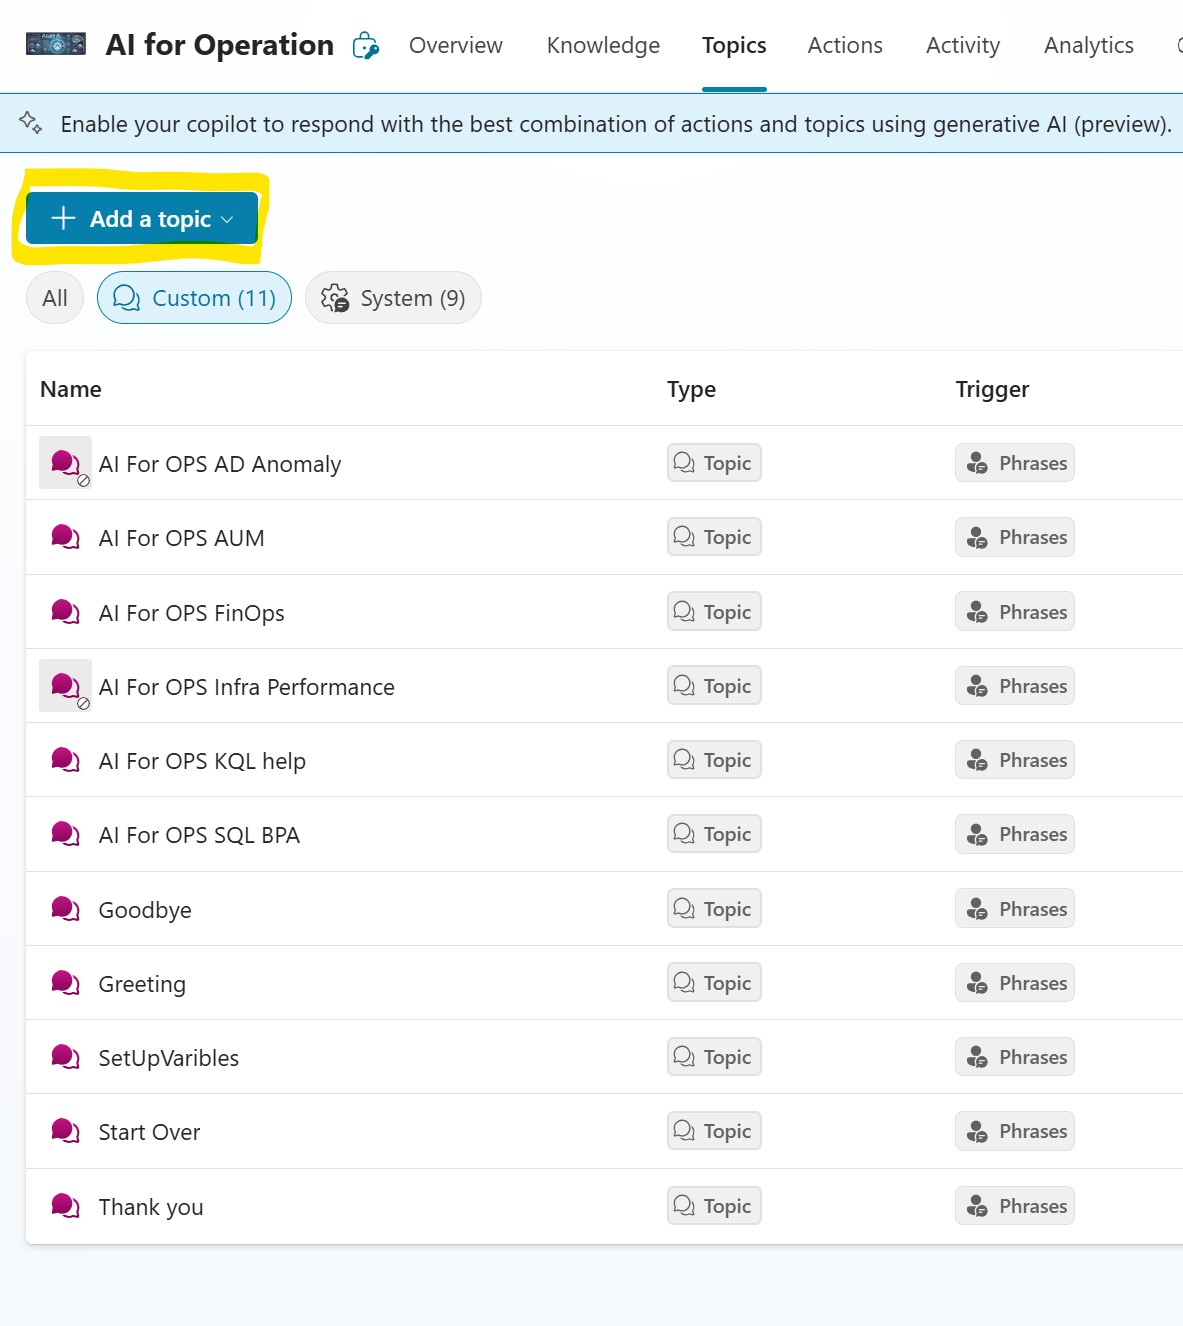 AI for Operation Overview Knowledge Topics Actions Activity Analytics
Enable your copilot to respond with the best combination of actions and topics using generative AI (preview).
Add a topic
All Custom (11) System (9)
Name Type Trigger
AI For OPS AD Anomaly Topic Phrases
AI For OPS AUM Topic Phrases
AI For OPS FinOps Topic Phrases
AI For OPS Infra Performance Topic Phrases
AI For OPS KQL help Topic Phrases
AI For OPS SQL BPA Topic Phrases
Goodbye Topic Phrases
Greeting Topic Phrases
SetUpVaribles Topic Phrases
Start Over Topic Phrases
Thank you Topic Phrases